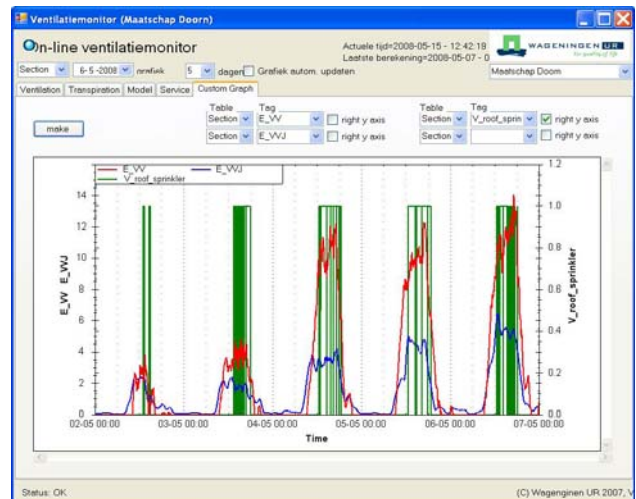 Ventilatiemonitor (Maatschap Doorn)
On-line ventilatiemonitor
Actuele tijd=2008-05-15 - 12:42:19
Laatste berekening=2008-05-07 - 0
WAGENINGEN UR
For quality of life
Section 6- 5 -2008 grafiek 5 dagen Grafiek autom. updaten
Maatschap Doorn
Ventilation Transpiration Model Service Custom Graph
Table Tag Table Tag
make
Section E_VV right y axis Section V_roof_sprin right y axis
Section E_VVJ right y axis Section right y axis
E_VV E_VVJ
V_roof_sprinkler
14
12
10
8
6
4
2
0
E_VV E_VVJ
1.2
1.0
0.8
0.6
0.4
0.2
0.0
V_roof_sprinkler
02-05 00:00 03-05 00:00 04-05 00:00 05-05 00:00 06-05 00:00 07-05 00:00
Time
Status: OK
(C) Wagenginen UR 2007, V